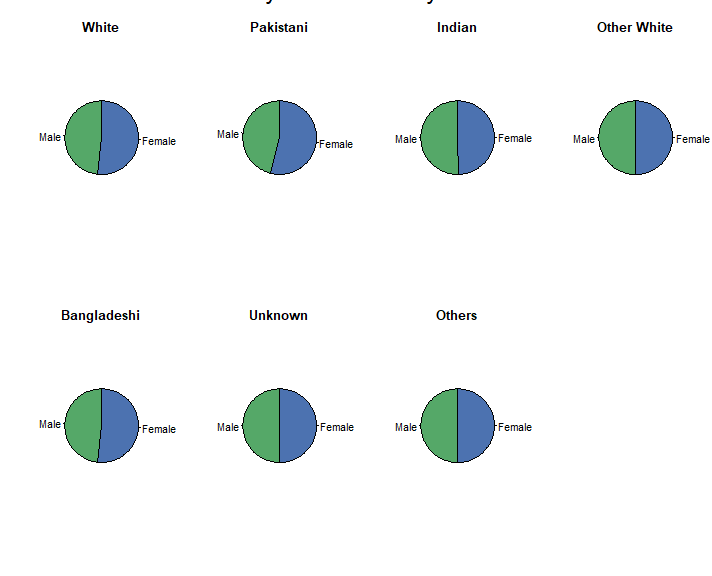 White Pakistani Indian Other White
Male Female Male Female Male Female Male Female
Bangladeshi Unknown Others
Male Female Male Female Male Female